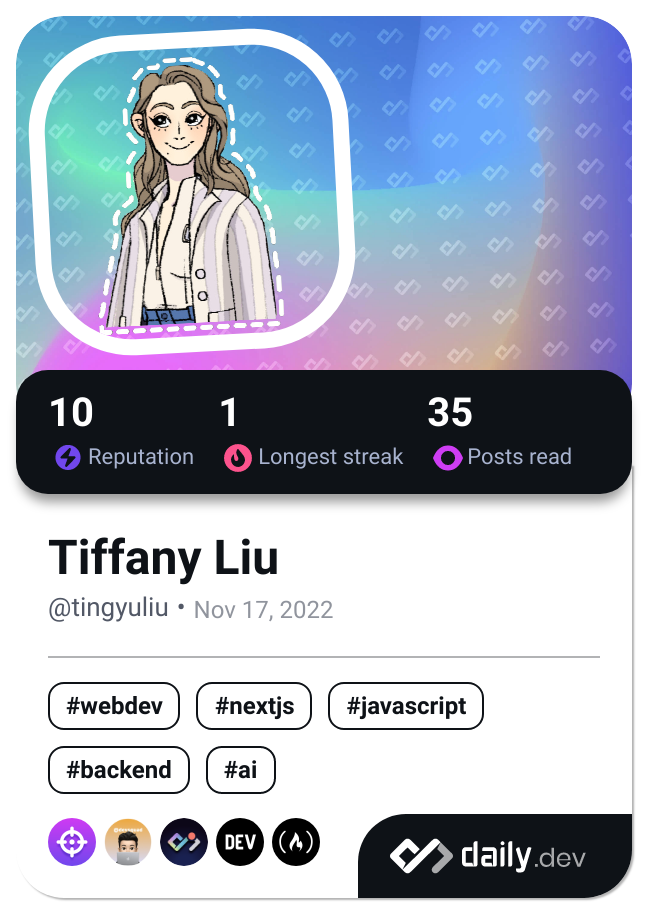 10 1 35
Reputation Longest streak Posts read
Tiffany Liu
@tingyuliu • Nov 17, 2022
#webdev #nextjs #javascript
#backend #ai
DEV
daily.dev